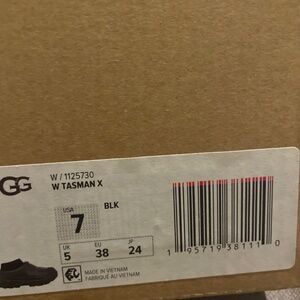 GG
W / 1125730
W TASMAN X
USA
7
BLK
UK EU JP
5 38 24
MADE IN VIETNAM
FABRIQUÉ AU VIETNAM
1 95719 38111 0